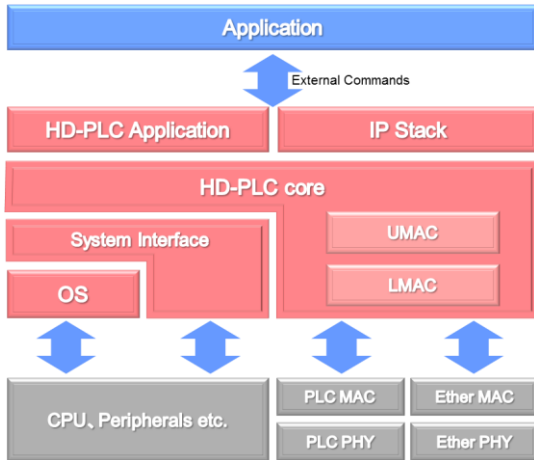 Application
External Commands
HD-PLC Application
IP Stack
HD-PLC core
System Interface
UMAC
OS
LMAC
CPU、Peripherals etc.
PLC MAC
Ether MAC
PLC PHY
Ether PHY